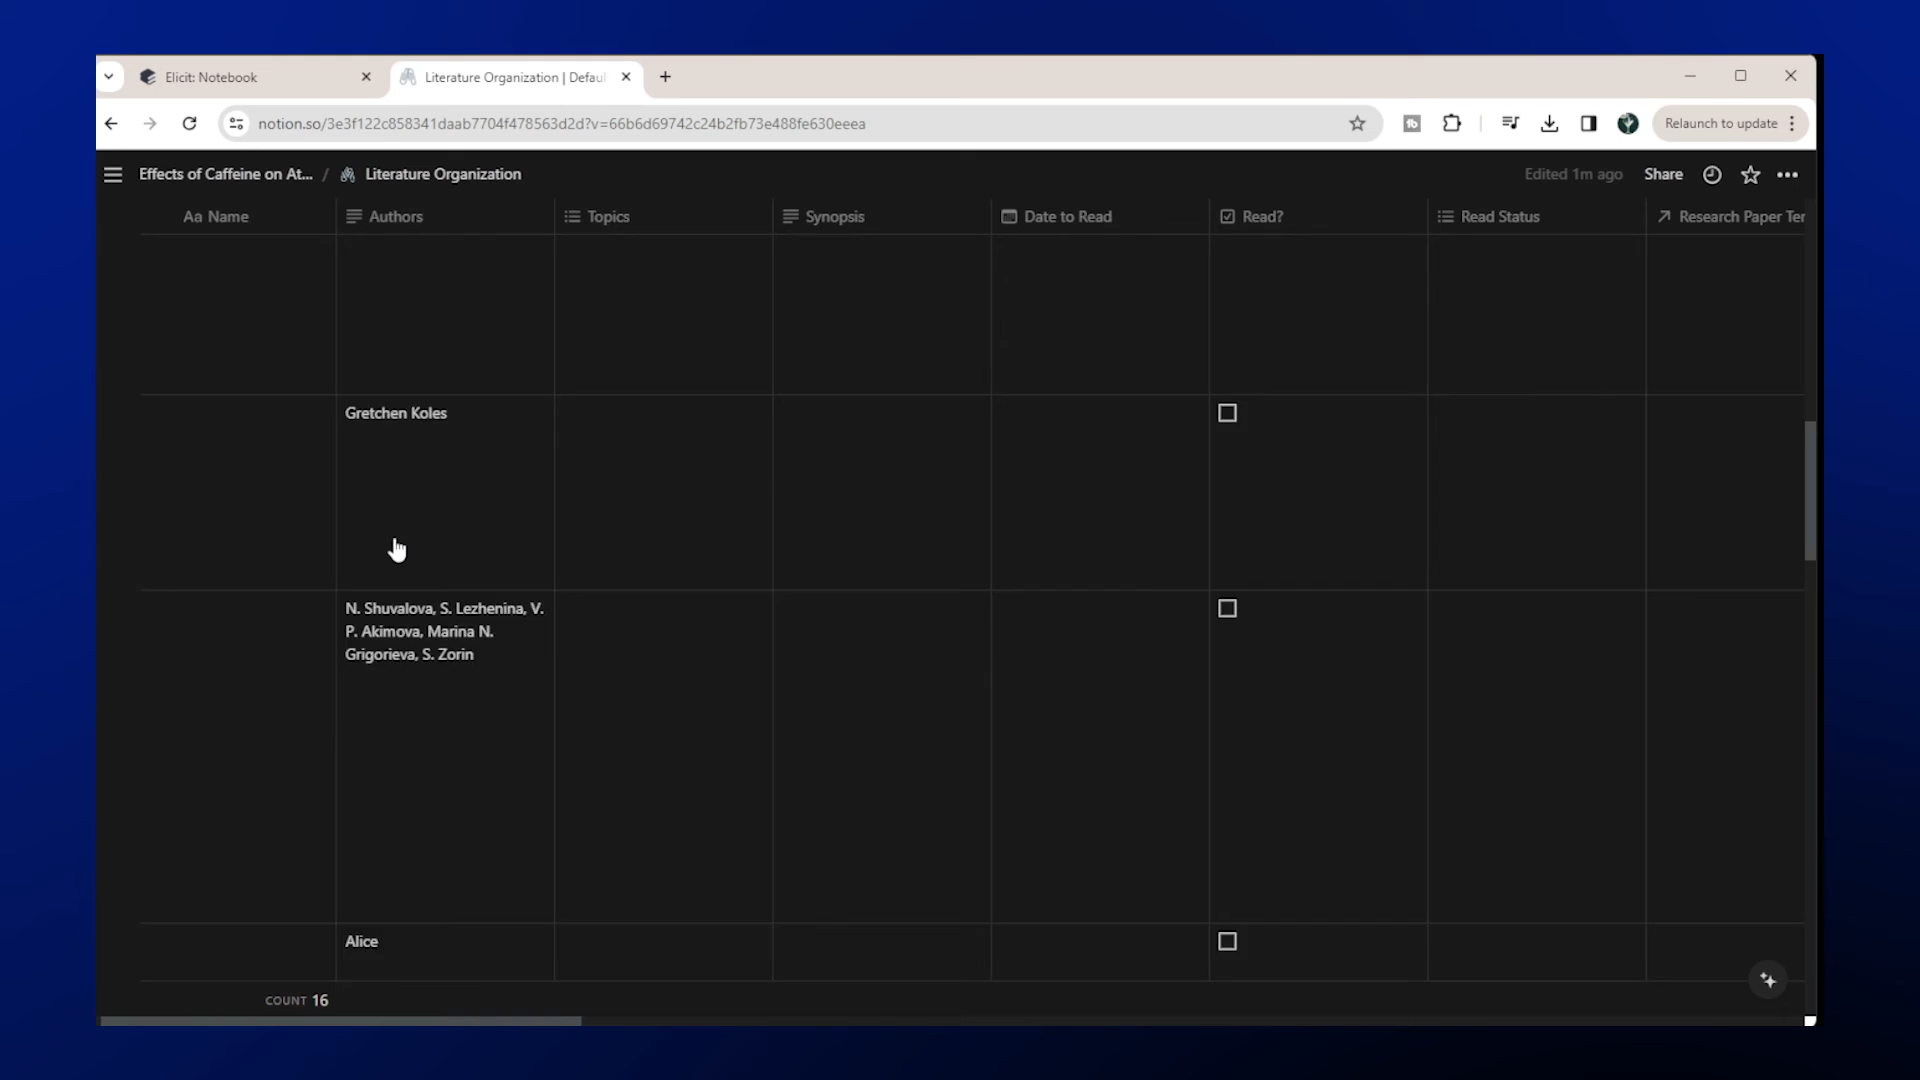 Elicit: Notebook
Literature Organization | Defaul
notion.so/3e3f122c858341daab7704f478563d2d?v=66b6d69742c24b2fb73e488fe630eeea
Relaunch to update
Effects of Caffeine on At... / Literature Organization
Edited 1m ago
Share
Aa Name
Authors
Topics
Synopsis
Date to Read
Read?
Read Status
Research Paper Ter
Gretchen Koles
N. Shuvalova, S. Lezhenina, V.
P. Akimova, Marina N.
Grigorieva, S. Zorin
Alice
COUNT 16